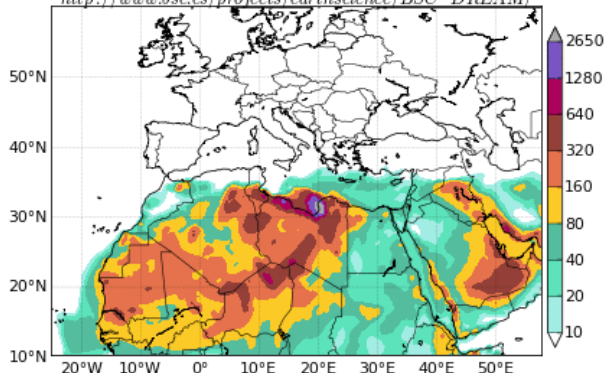 http://www.bsc.es/projects/earthscience/BSC-DREAM/
2650
1280
640
320
160
80
40
20
10
50°N
40°N
30°N
20°N
10°N
20°W 10°W 0° 10°E 20°E 30°E 40°E 50°E